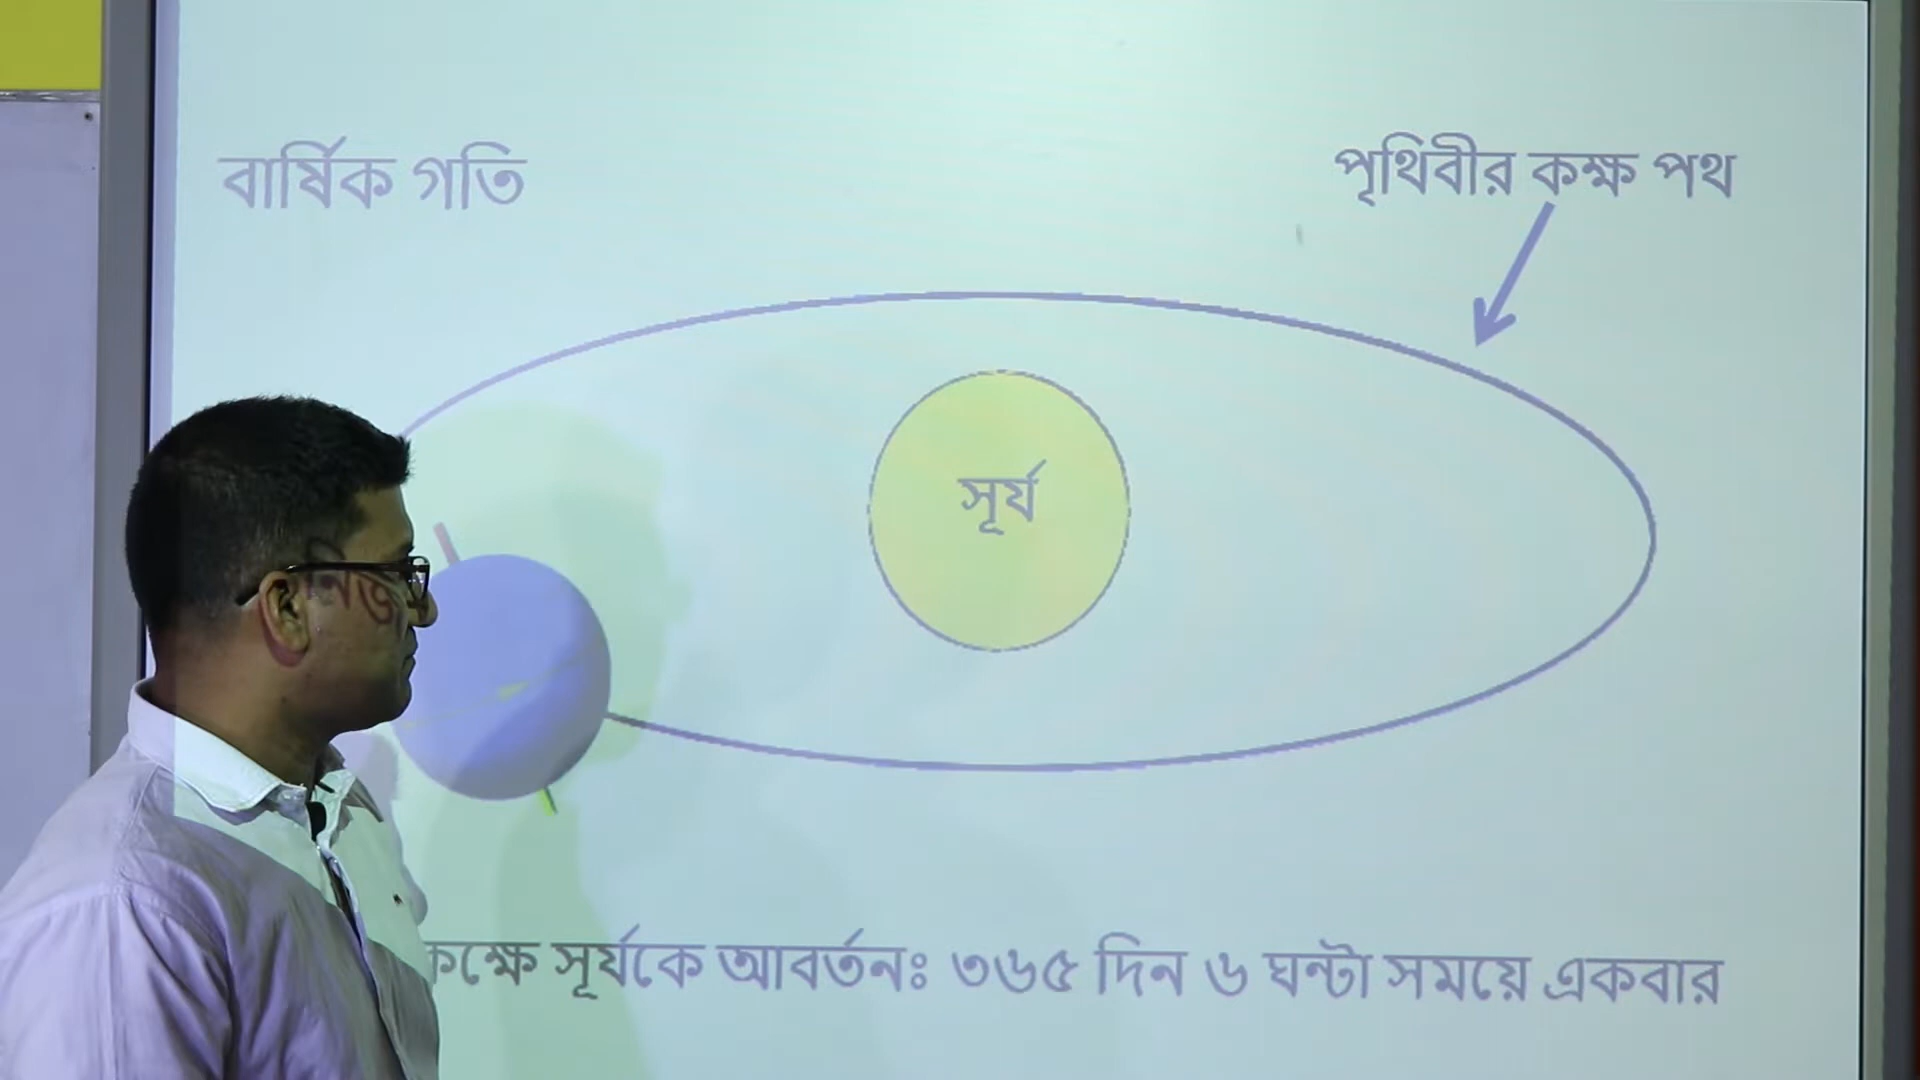 বার্ষিক গতি
পৃথিবীর কক্ষ পথ
সূর্য
কক্ষে সূর্যকে আবর্তনঃ ৩৬৫ দিন ৬ ঘন্টা সময়ে একবার